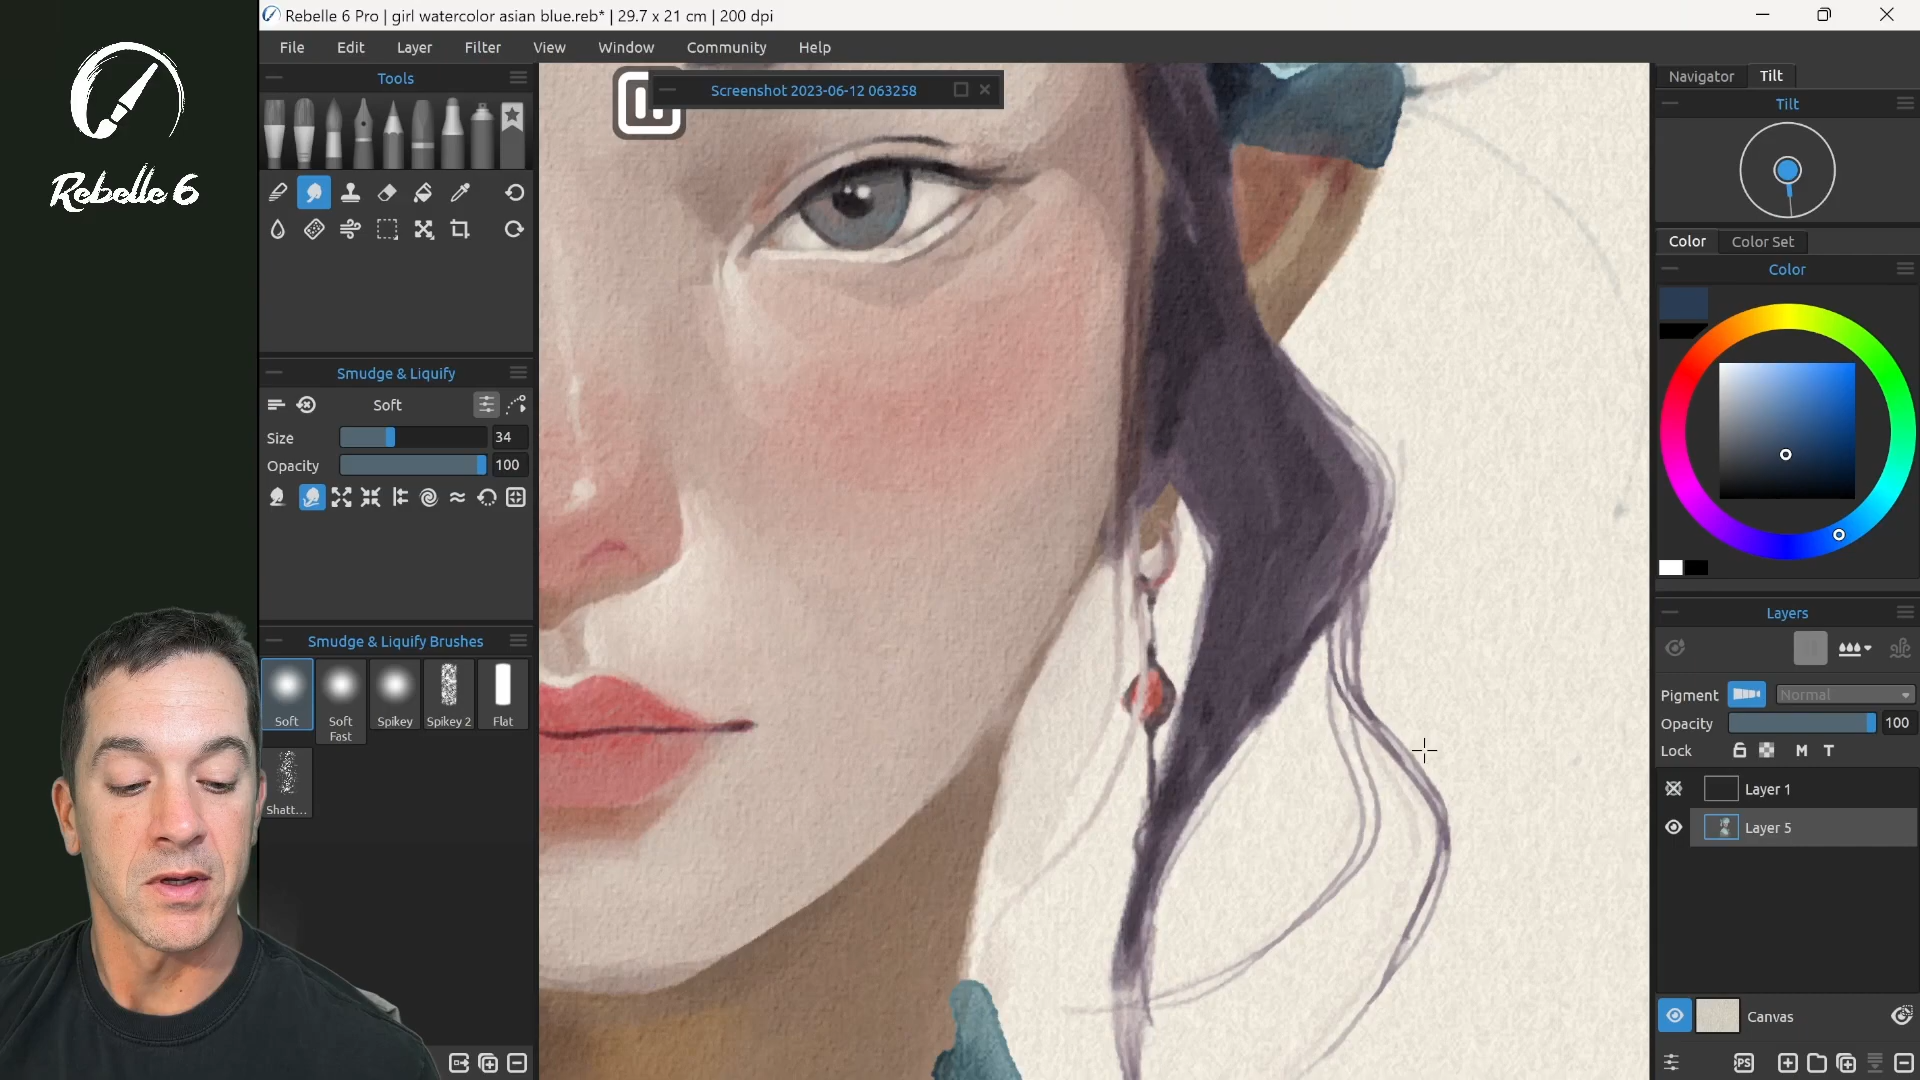 Rebelle 6 Pro | girl watercolor asian blue.reb* | 29.7 x 21 cm | 200 dpi
Rebelle 6
File Edit Layer Filter View Window Community Help
Tools
Screenshot 2023-06-12 063258
Navigator Tilt
Tilt
Color Color Set
Color
Smudge & Liquify
Soft
Size 34
Opacity 100
Smudge & Liquify Brushes
Soft
Soft Fast
Spikey
Spikey 2
Flat
Shatt...
Layers
Pigment Normal
Opacity 100
Lock M T
Layer 1
Layer 5
Canvas
PS